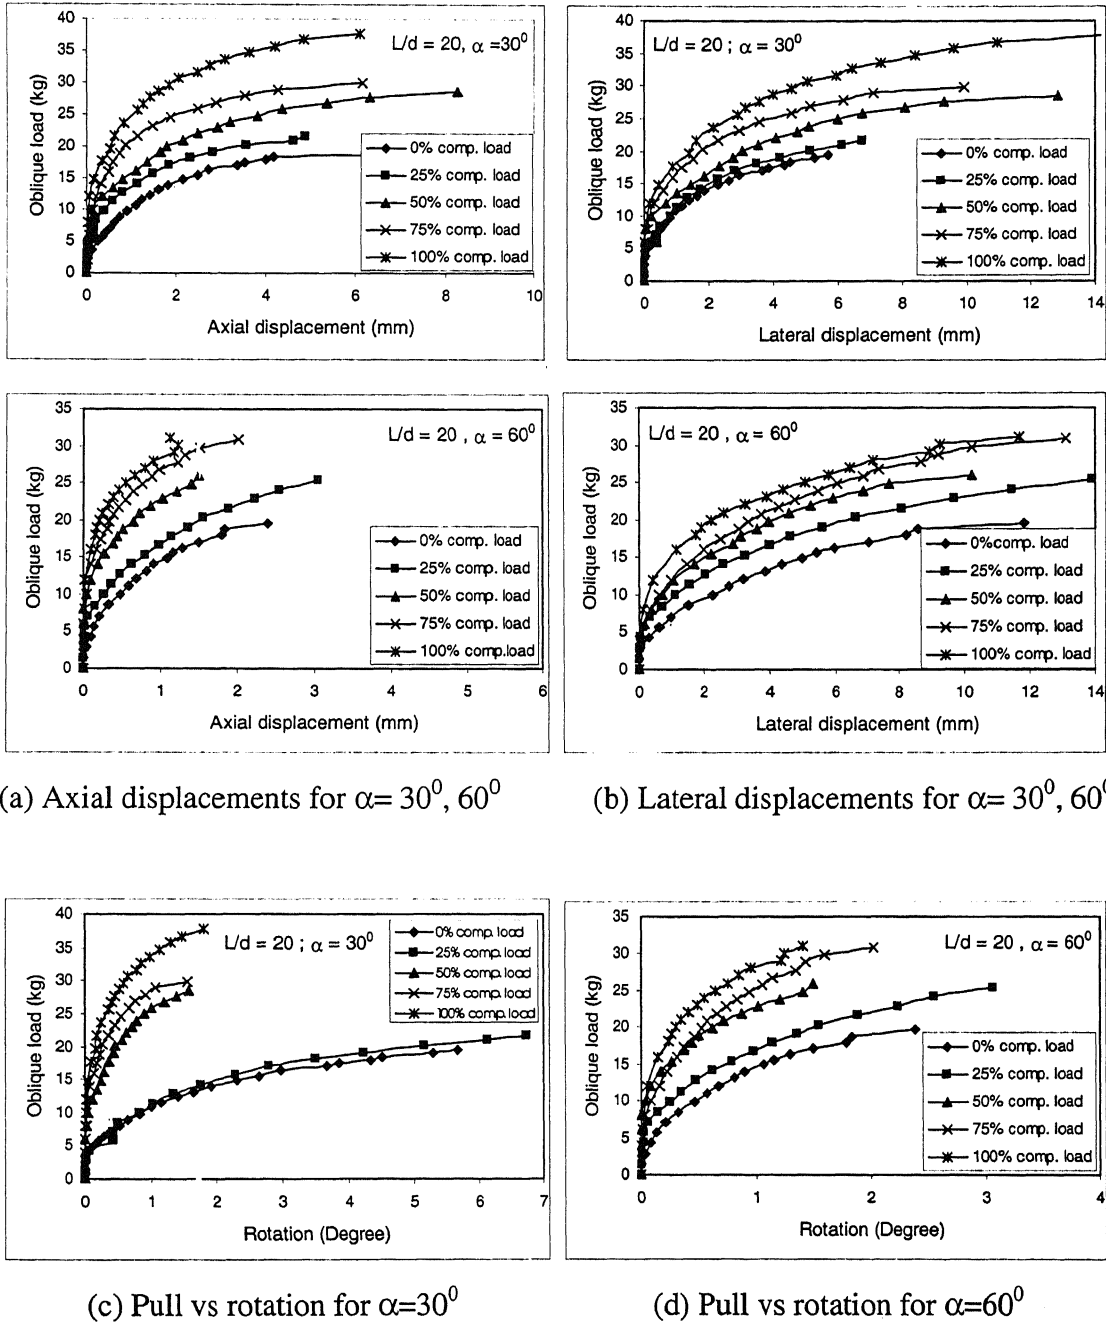 L/d = 20, α =30⁰
Oblique load (kg)
40
35
30
25
20
15
10
5
0
0% comp. load
25% comp. load
50% comp. load
75% comp. load
100% comp. load
0 2 4 6 8 10
Axial displacement (mm)
L/d = 20 ; α = 30⁰
Oblique load (kg)
40
35
30
25
20
15
10
5
0
0% comp. load
25% comp. load
50% comp. load
75% comp. load
100% comp. load
0 2 4 6 8 10 12 14
Lateral displacement (mm)
L/d = 20 , α = 60⁰
Oblique load (kg)
35
30
25
20
15
10
5
0
0% comp. load
25% comp. load
50% comp. load
75% comp. load
100% comp.load
0 1 2 3 4 5 6
Axial displacement (mm)
L/d = 20 , α = 60⁰
Oblique load (kg)
35
30
25
20
15
10
5
0
0%comp. load
25% comp. load
50% comp. load
75% comp. load
100% comp. load
0 2 4 6 8 10 12 14
Lateral displacement (mm)
(a) Axial displacements for α= 30⁰, 60⁰
(b) Lateral displacements for α= 30⁰, 60⁰
L/d = 20 ; α = 30⁰
Oblique load (kg)
40
35
30
25
20
15
10
5
0
0% comp. load
25% comp. load
50% comp. load
75% comp. load
100% comp. load
0 1 2 3 4 5 6 7
Rotation (Degree)
L/d = 20 , α = 60⁰
Oblique load (kg)
35
30
25
20
15
10
5
0
0% comp. load
25% comp. load
50% comp. load
75% comp. load
100% comp. load
0 1 2 3 4
Rotation (Degree)
(c) Pull vs rotation for α=30⁰
(d) Pull vs rotation for α=60⁰